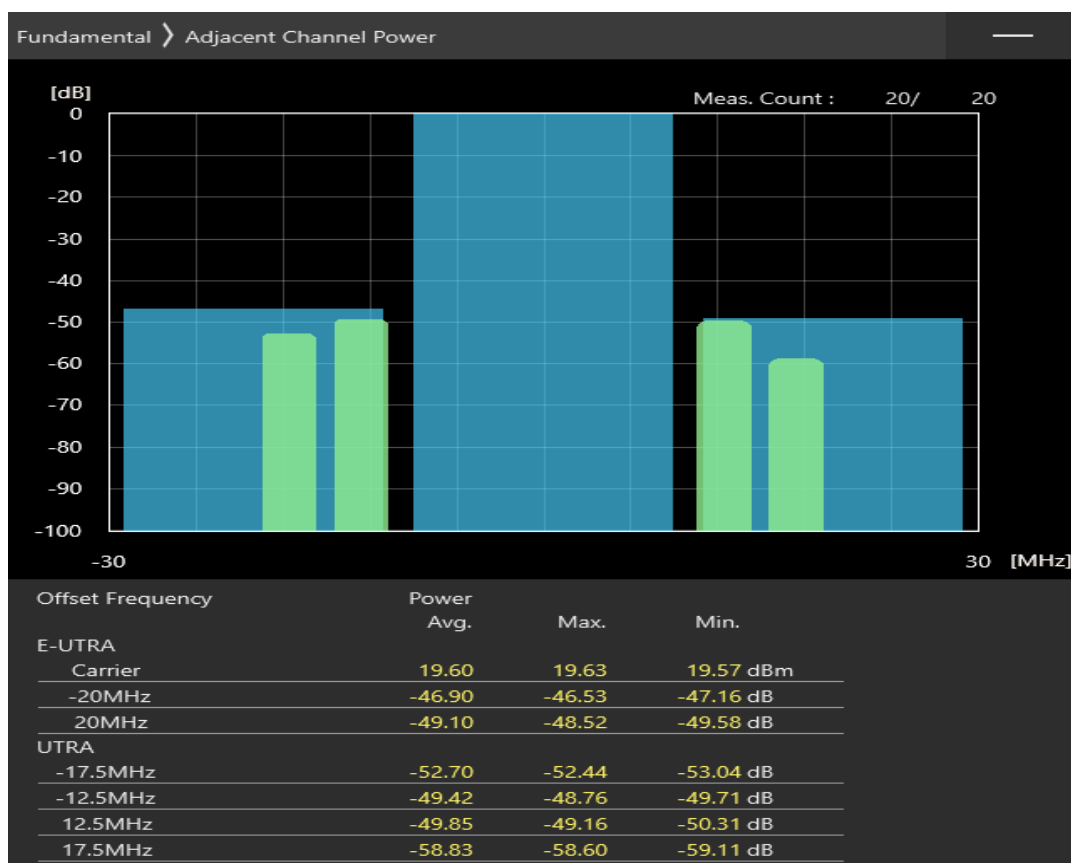 Fundamental ❯ Adjacent Channel Power
[dB] Meas. Count : 20/ 20
0
-10
-20
-30
-40
-50
-60
-70
-80
-90
-100
-30 30 [MHz]
Offset Frequency Power
Avg. Max. Min.
E-UTRA
Carrier 19.60 19.63 19.57 dBm
-20MHz -46.90 -46.53 -47.16 dB
20MHz -49.10 -48.52 -49.58 dB
UTRA
-17.5MHz -52.70 -52.44 -53.04 dB
-12.5MHz -49.42 -48.76 -49.71 dB
12.5MHz -49.85 -49.16 -50.31 dB
17.5MHz -58.83 -58.60 -59.11 dB